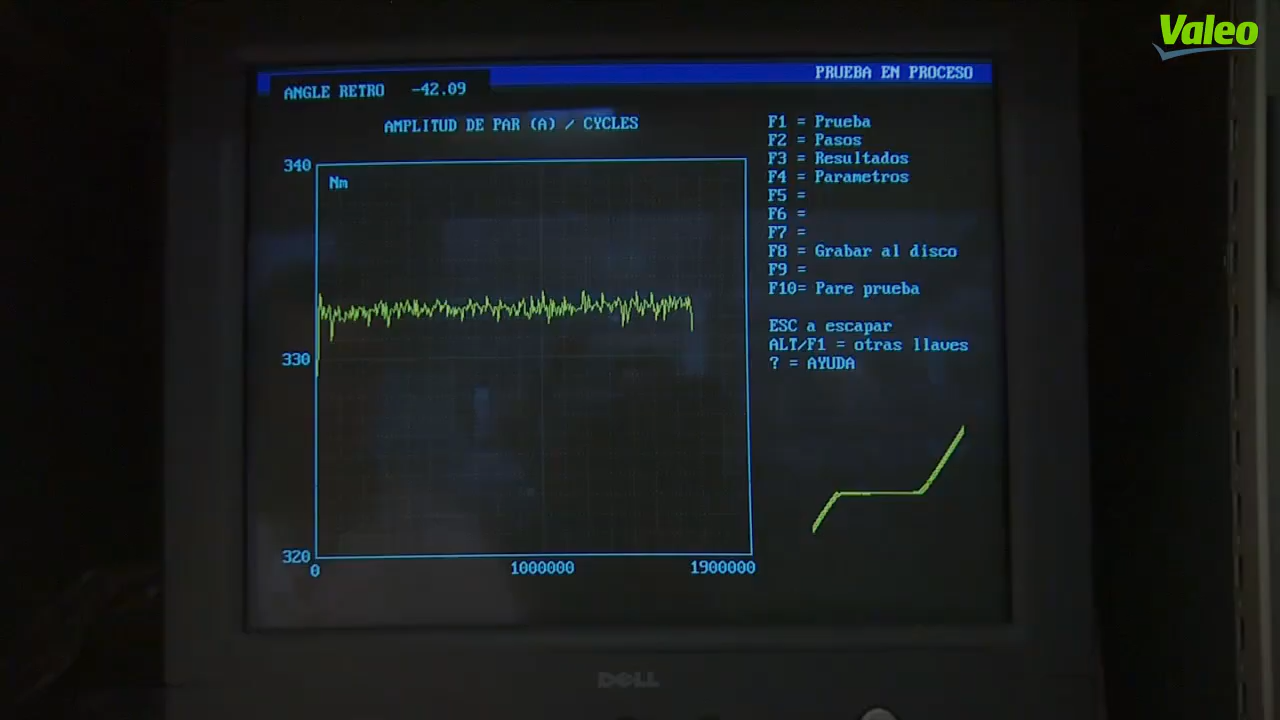 Valeo
PRUEBA EN PROCESO
ANGLE RETRO -42.09
AMPLITUD DE PAR (A) / CYCLES
340
Nm
330
320
0
1000000
1900000
F1 = Prueba
F2 = Pasos
F3 = Resultados
F4 = Parametros
F5 =
F6 =
F7 =
F8 = Grabar al disco
F9 =
F10= Pare prueba
ESC a escapar
ALT/F1 = otras llaves
? = AYUDA
DELL